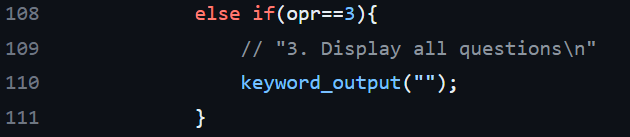 108 else if(opr==3){
109 // "3. Display all questions\n"
110 keyword_output("");
111 }